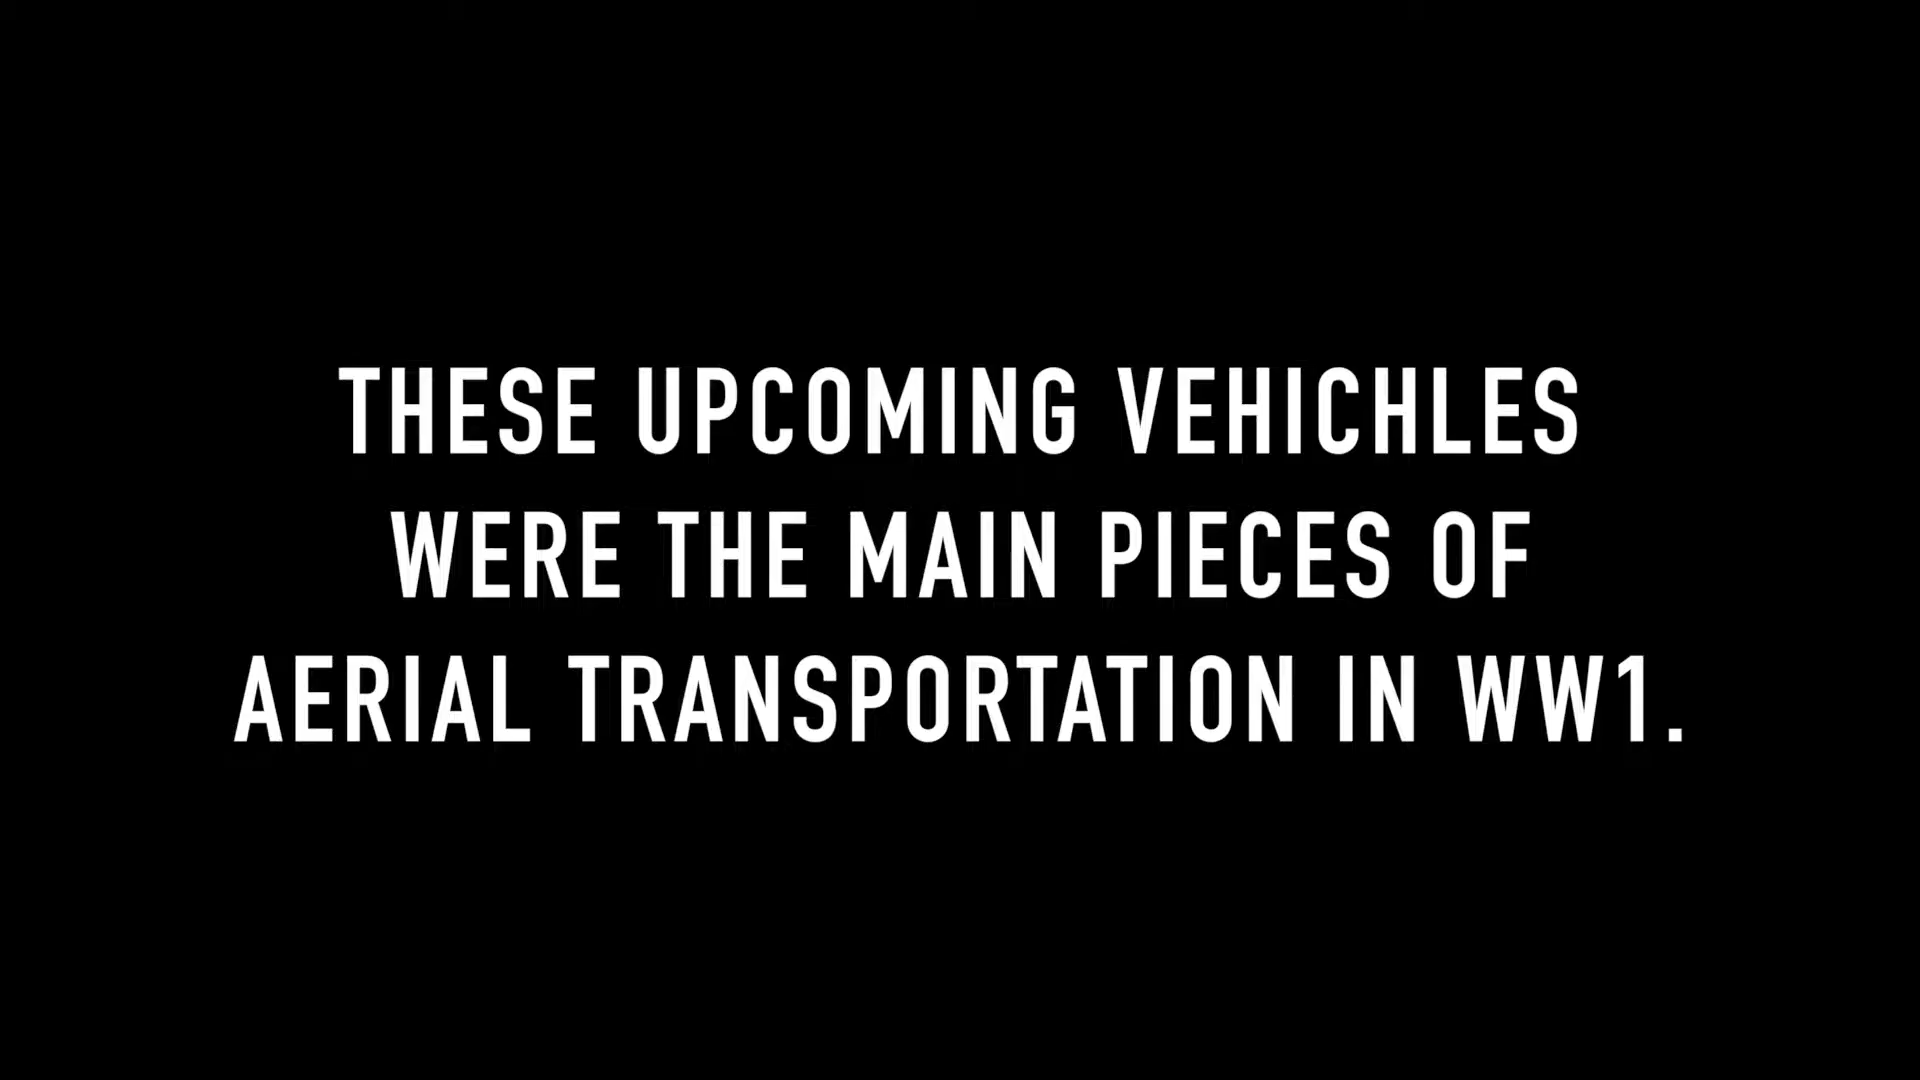 THESE UPCOMING VEHICHLES
WERE THE MAIN PIECES OF
AERIAL TRANSPORTATION IN WW1.